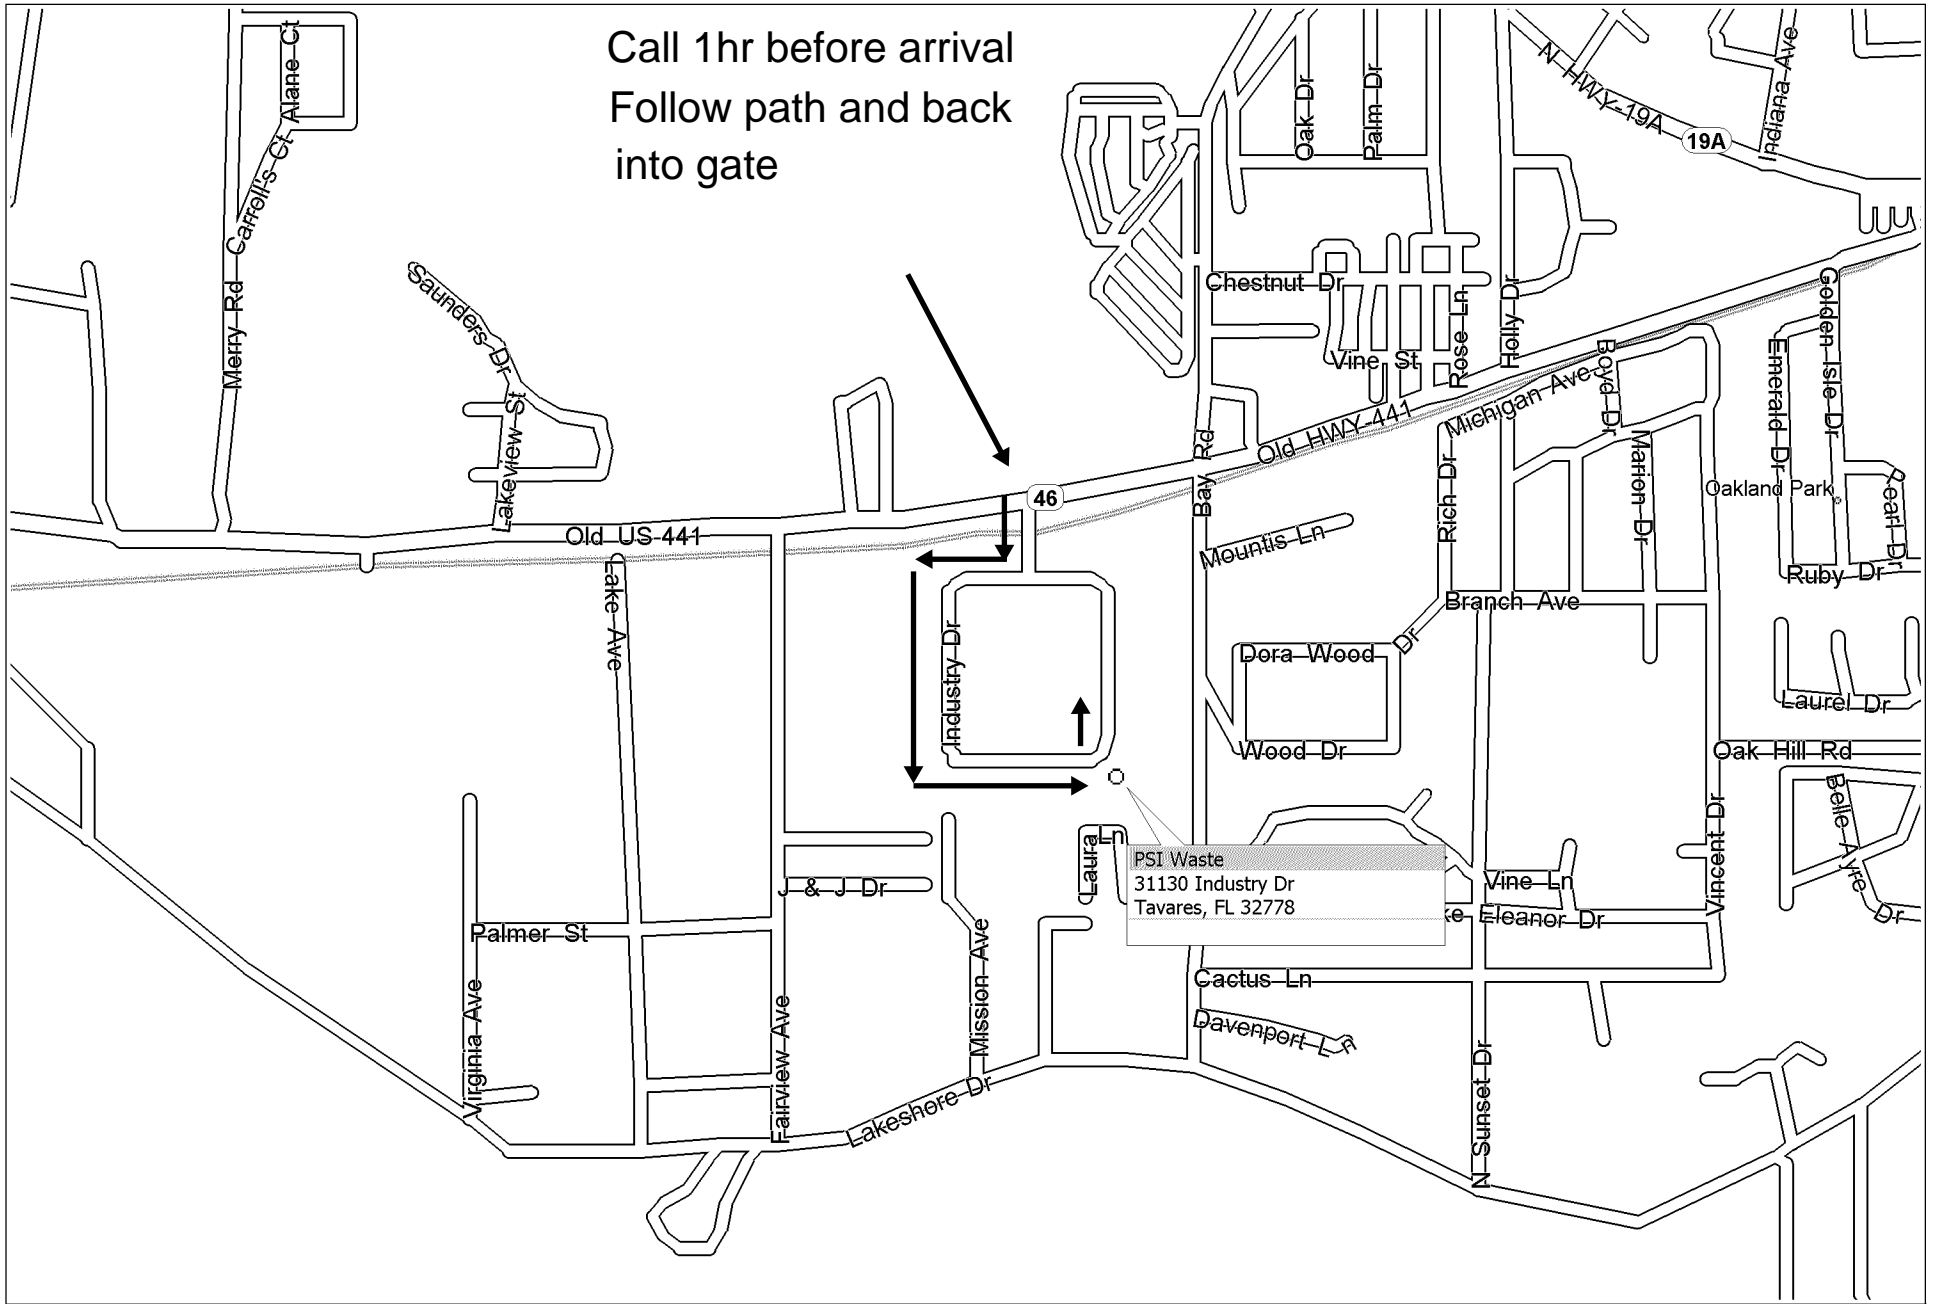 Call 1hr before arrival
Follow path and back
into gate
Alane Ct
Carroll's Ct
Merry Rd
Saunders Dr
Lakeview St
Oak Dr
Palm Dr
N HWY-19A
19A
Indiana Ave
Chestnut Dr
Vine St
Rose Ln
Holly Dr
Golden Isle Dr
Emerald Dr
Boyd Dr
Michigan Ave
Old HWY-441
Bay Rd
Rich Dr
Marion Dr
Oakland Park
Pearl Dr
46
Old US-441
Mountis Ln
Ruby Dr
Branch Ave
Lake Ave
Industry Dr
Dora Wood Dr
Laurel Dr
Wood Dr
Oak Hill Rd
Belle Ayre Dr
Laura Ln
PSI Waste
31130 Industry Dr
Tavares, FL 32778
Vincent Dr
Vine Ln
ke Eleanor Dr
J & J Dr
Palmer St
Mission Ave
Cactus Ln
Davenport Ln
Virginia Ave
Fairview Ave
Lakeshore Dr
N Sunset Dr